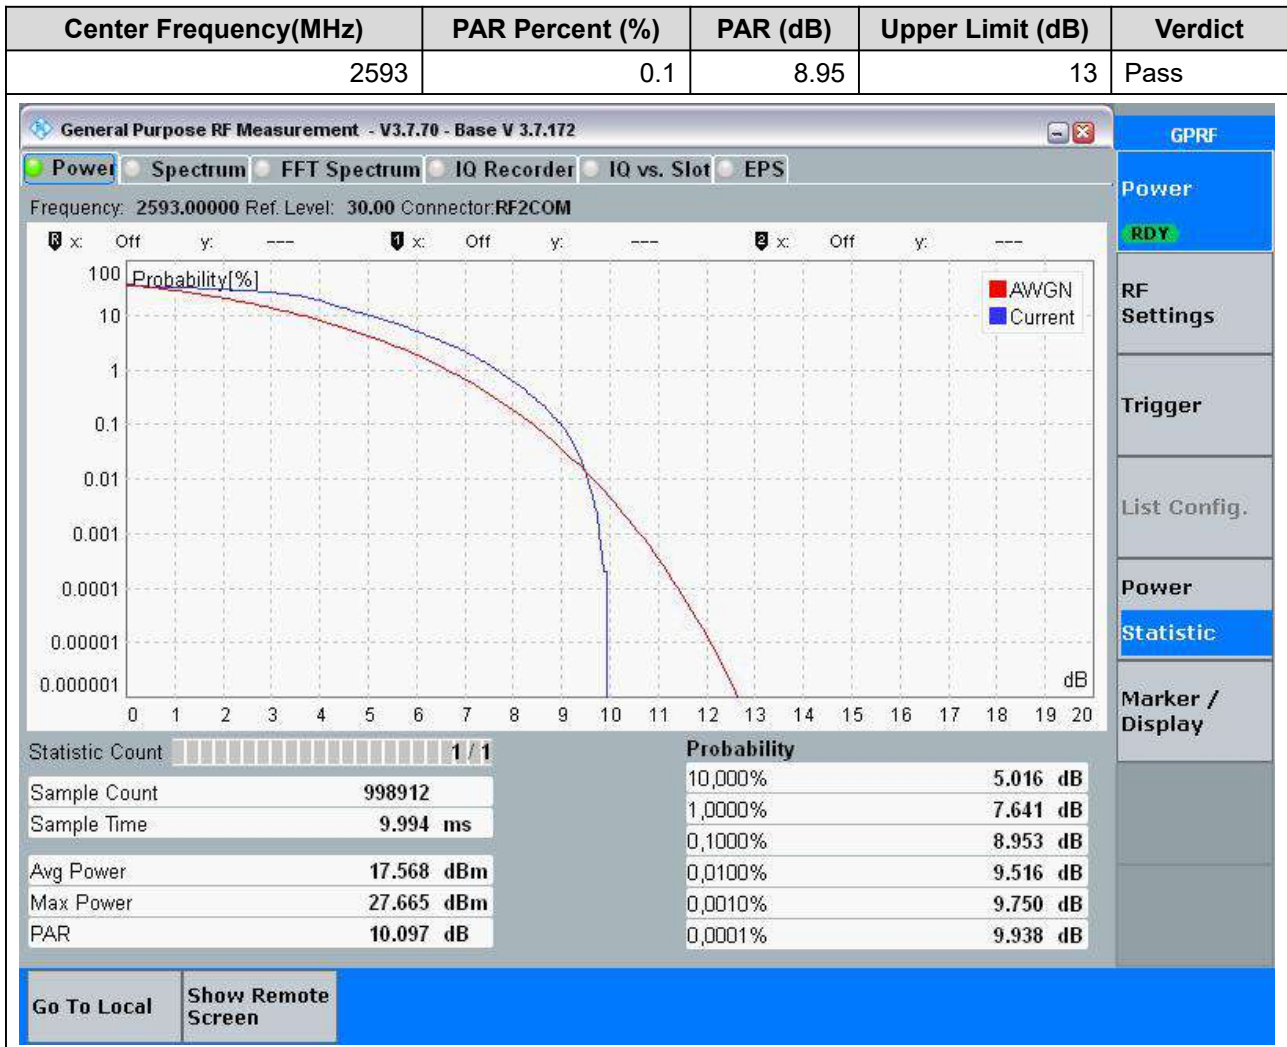 Center Frequency(MHz) PAR Percent (%) PAR (dB) Upper Limit (dB) Verdict
2593 0.1 8.95 13 Pass
General Purpose RF Measurement - V3.7.70 - Base V 3.7.172
GPRF
Power Spectrum FFT Spectrum IQ Recorder IQ vs. Slot EPS
Power
RDY
Frequency: 2593.00000 Ref. Level: 30.00 Connector:RF2COM
R x: Off y: --- 1 x: Off y: --- 2 x: Off y: ---
Probability[%]
AWGN
Current
100
10
1
0.1
0.01
0.001
0.0001
0.00001
0.000001
dB
0 1 2 3 4 5 6 7 8 9 10 11 12 13 14 15 16 17 18 19 20
RF
Settings
Trigger
List Config.
Power
Statistic
Marker /
Display
Statistic Count 1 / 1
Sample Count 998912
Sample Time 9.994 ms
Avg Power 17.568 dBm
Max Power 27.665 dBm
PAR 10.097 dB
Probability
10,000% 5.016 dB
1,0000% 7.641 dB
0,1000% 8.953 dB
0,0100% 9.516 dB
0,0010% 9.750 dB
0,0001% 9.938 dB
Go To Local
Show Remote
Screen